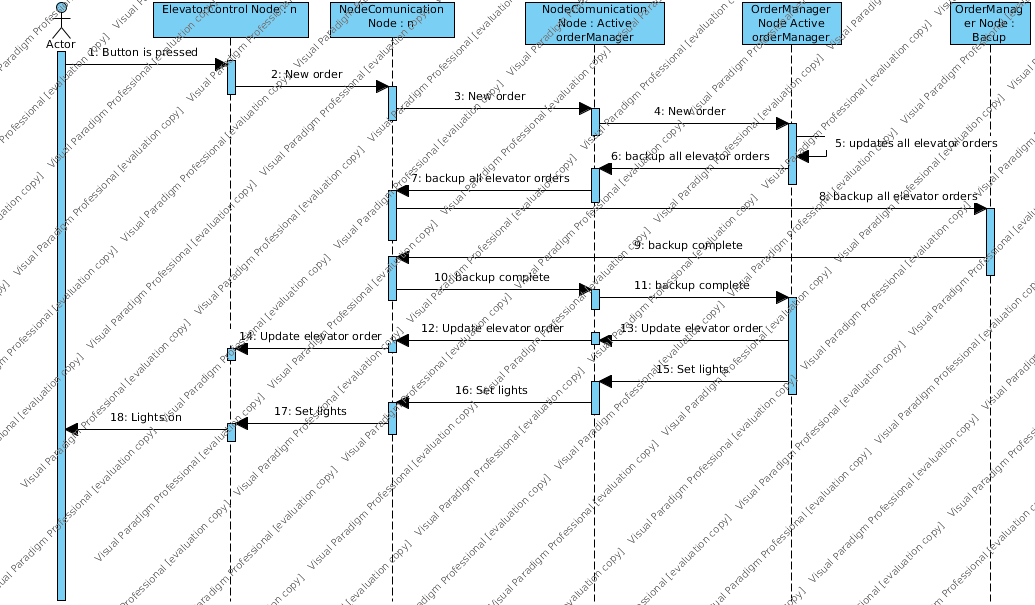 ElevatorControl Node : n
NodeComunication
Node : n
NodeComunication
Node : Active
orderManager
OrderManager
Node Active
orderManager
OrderManag
er Node :
Bacup
Actor
1: Button is pressed
2: New order
3: New order
4: New order
5: updates all elevator orders
6: backup all elevator orders
7: backup all elevator orders
8: backup all elevator orders
9: backup complete
10: backup complete
11: backup complete
12: Update elevator order
13: Update elevator order
14: Update elevator order
15: Set lights
16: Set lights
17: Set lights
18: Lights on
Visual Paradigm Professional [evaluation copy]